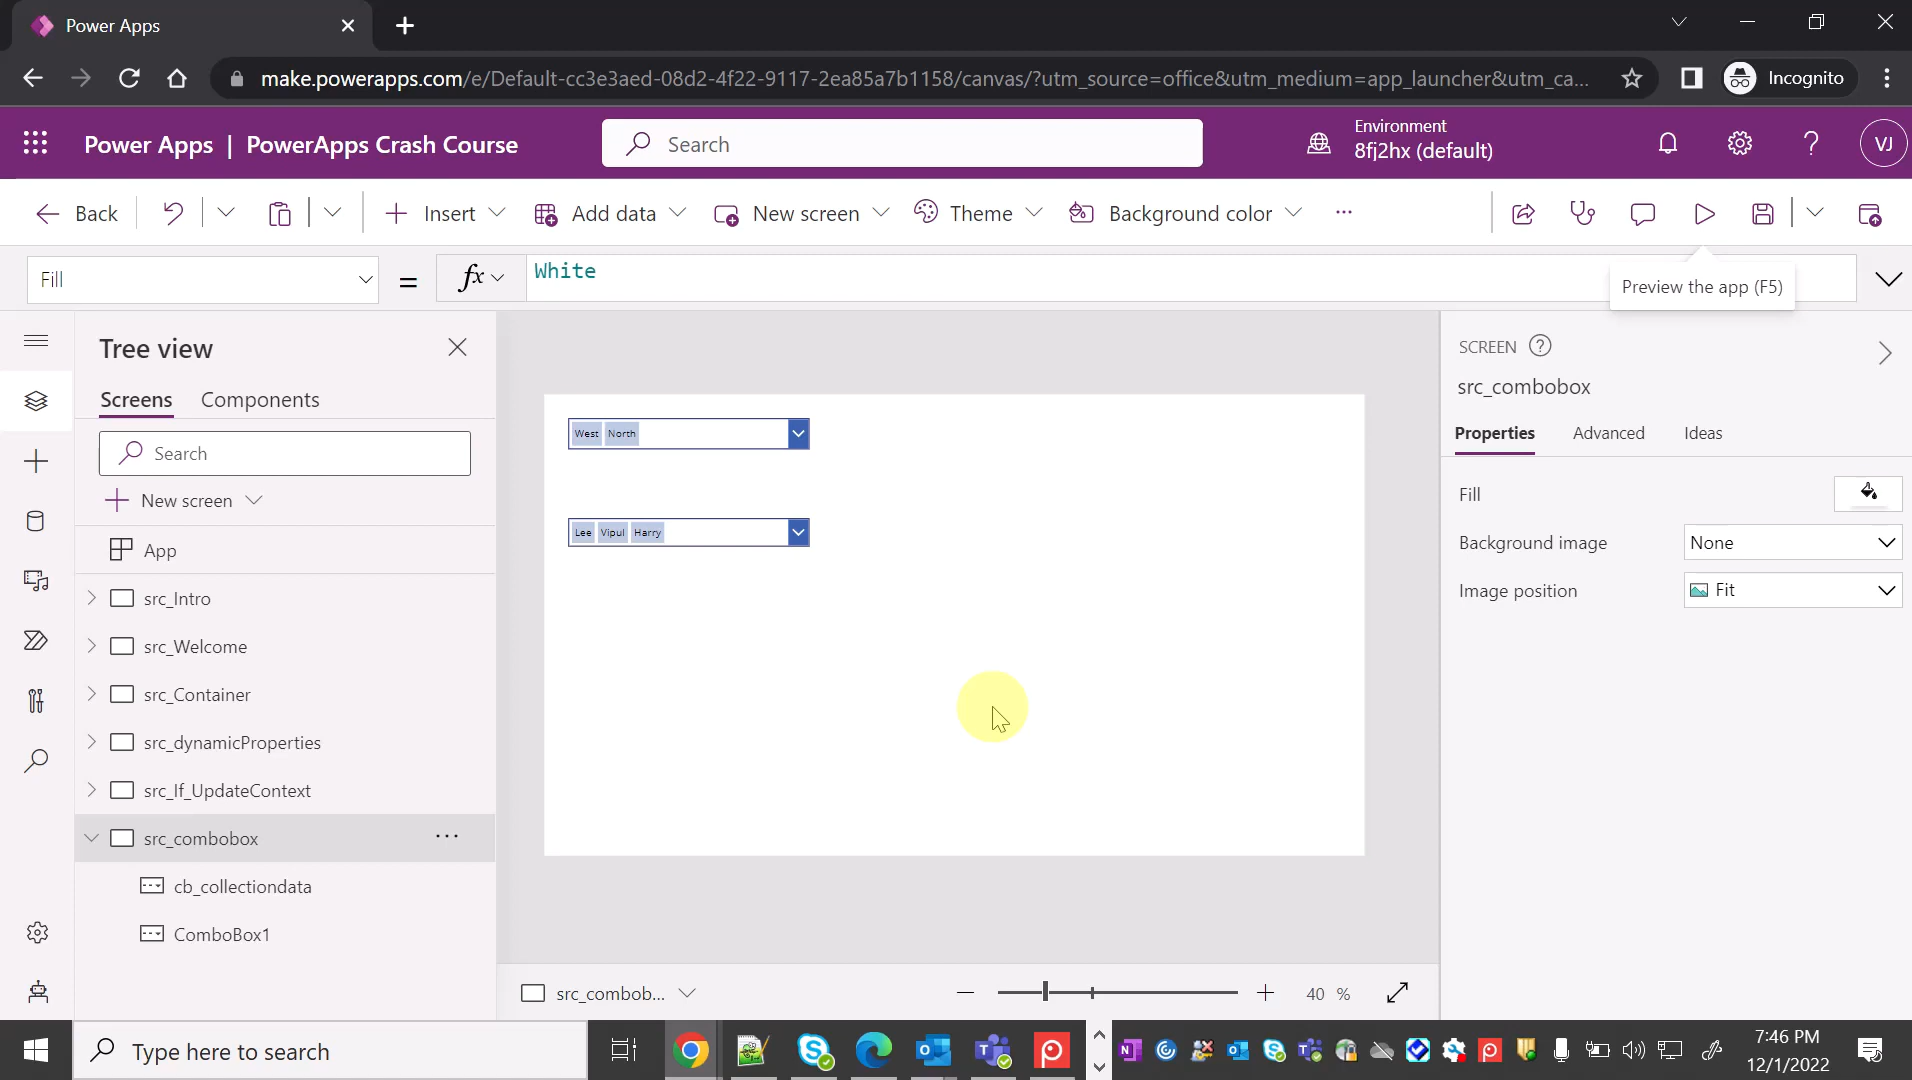 Power Apps
make.powerapps.com/e/Default-cc3e3aed-08d2-4f22-9117-2ea85a7b1158/canvas/?utm_source=office&utm_medium=app_launcher&utm_ca...
Incognito
Power Apps | PowerApps Crash Course
Search
Environment
8fj2hx (default)
VJ
Back
Insert
Add data
New screen
Theme
Background color
Fill
=
fx
White
Preview the app (F5)
Tree view
Screens
Components
Search
New screen
App
src_Intro
src_Welcome
src_Container
src_dynamicProperties
src_If_UpdateContext
src_combobox
cb_collectiondata
ComboBox1
West North
Lee Vipul Harry
src_combob...
40 %
SCREEN
src_combobox
Properties
Advanced
Ideas
Fill
Background image
None
Image position
Fit
Type here to search
7:46 PM
12/1/2022